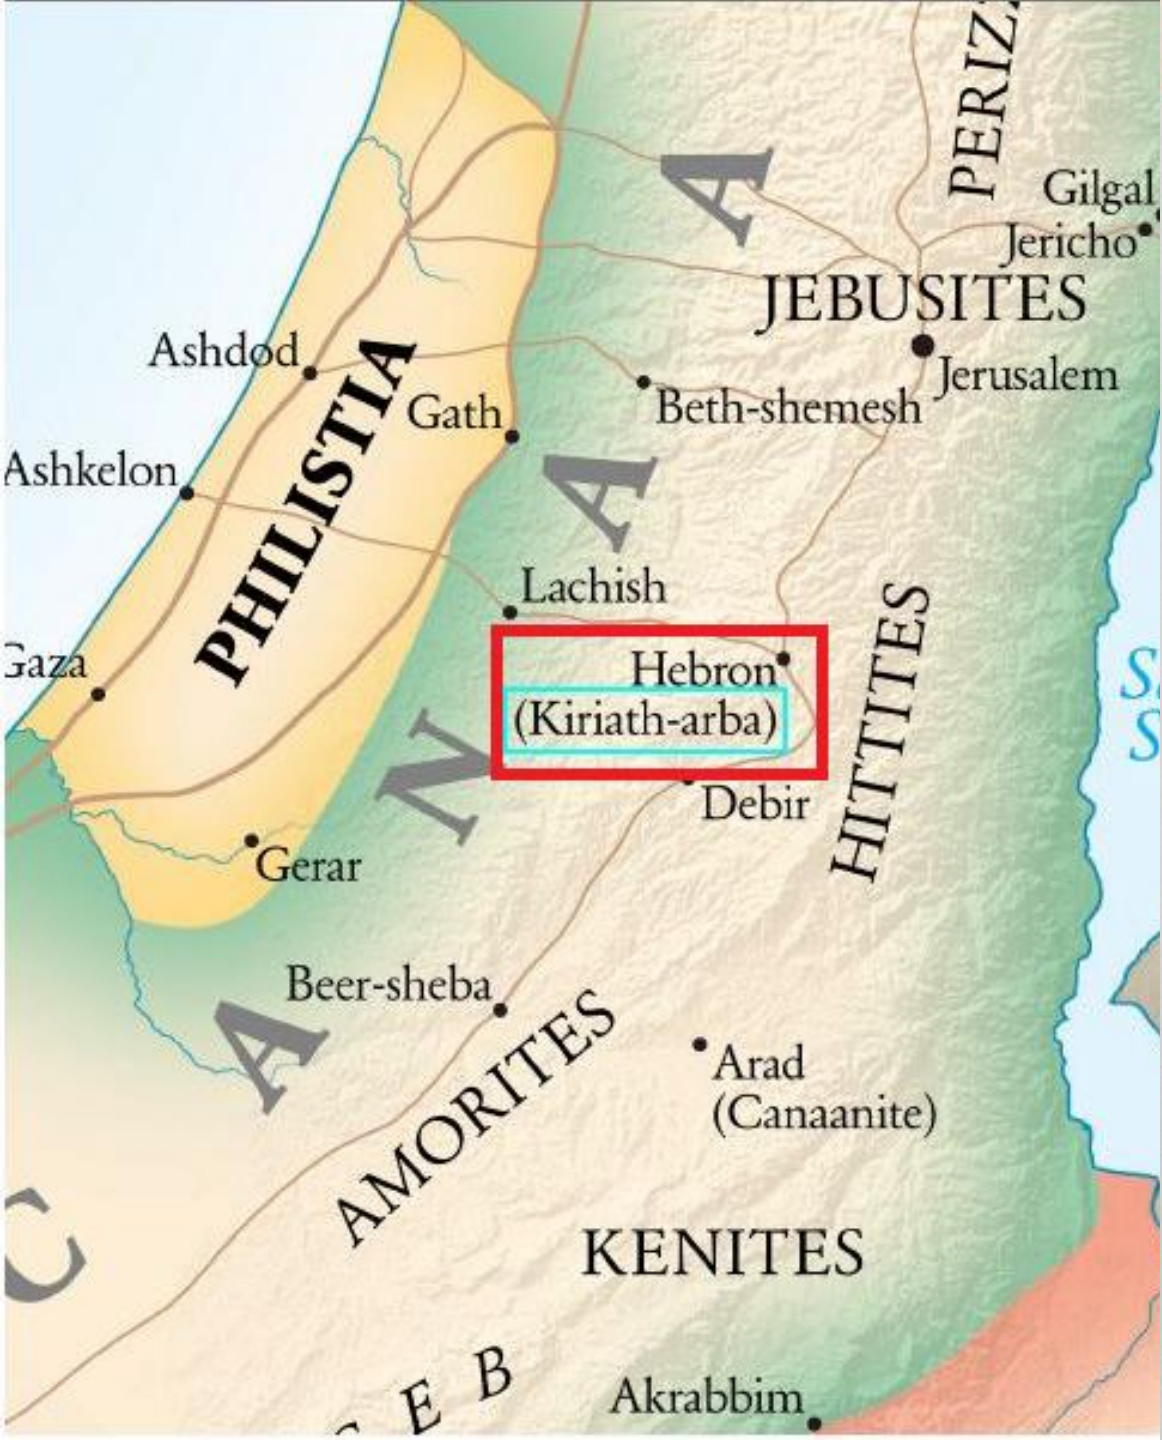 PERIZ
A
Gilgal
Jericho
JEBUSITES
Jerusalem
Ashdod
PHILISTIA
Gath
Beth-shemesh
Ashkelon
A
Lachish
HITTITES
Gaza
Hebron
(Kiriath-arba)
S
S
N
Debir
Gerar
Beer-sheba
A
AMORITES
Arad
(Canaanite)
C
KENITES
E B
Akrabbim